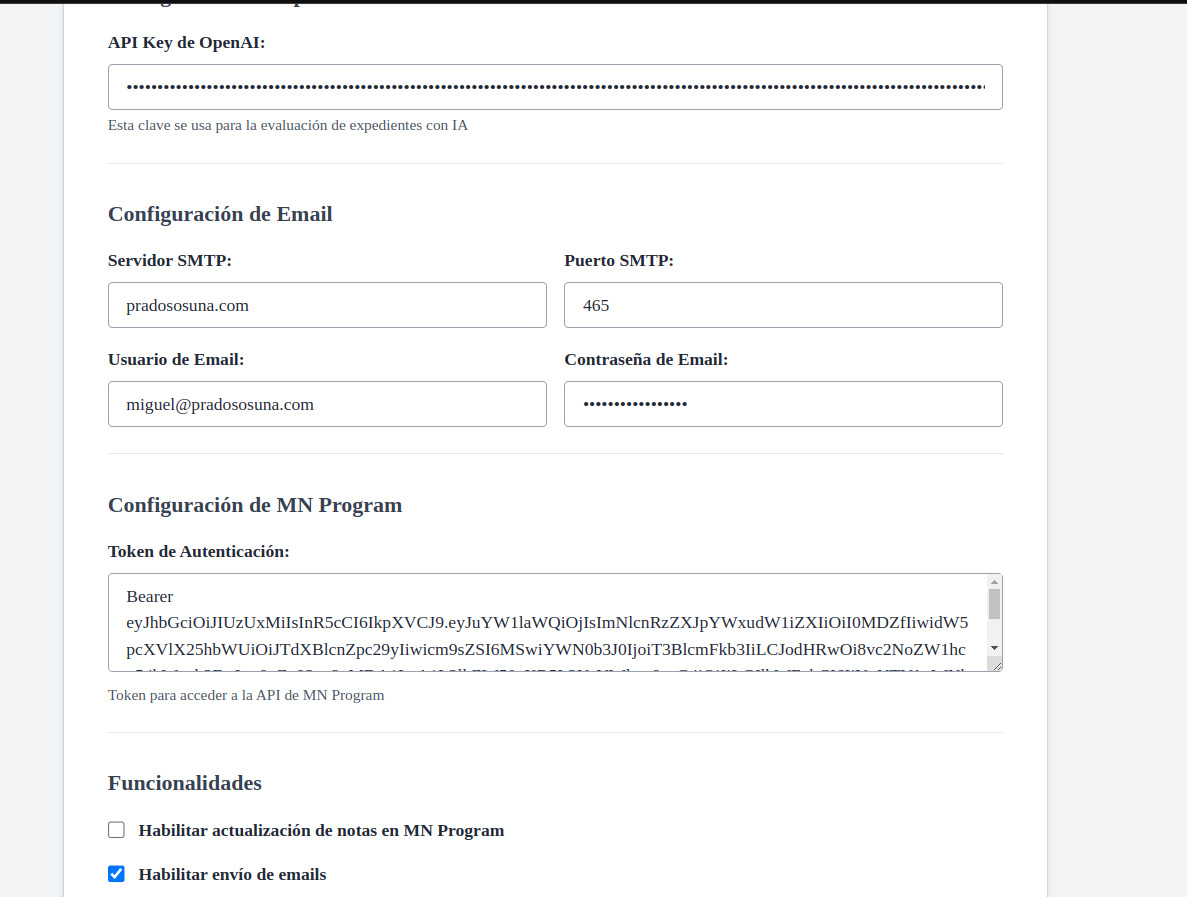 API Key de OpenAI:
Esta clave se usa para la evaluación de expedientes con IA
Configuración de Email
Servidor SMTP:
Puerto SMTP:
pradososuna.com
465
Usuario de Email:
Contraseña de Email:
miguel@pradososuna.com
Configuración de MN Program
Token de Autenticación:
Bearer
eyJhbGciOiJIUzUxMiIsInR5cCI6IkpXVCJ9.eyJuYW1laWQiOjIsImNlcnRzZXJpYWxudW1iZXIiOiI0MDZfIiwidW5
pcXVlX25hbWUiOiJTdXBlcnZpc29yIiwicm9sZSI6MSwiYWN0b3J0IjoiT3BlcmFkb3IiLCJodHRwOi8vc2NoZW1hc
Token para acceder a la API de MN Program
Funcionalidades
Habilitar actualización de notas en MN Program
Habilitar envío de emails